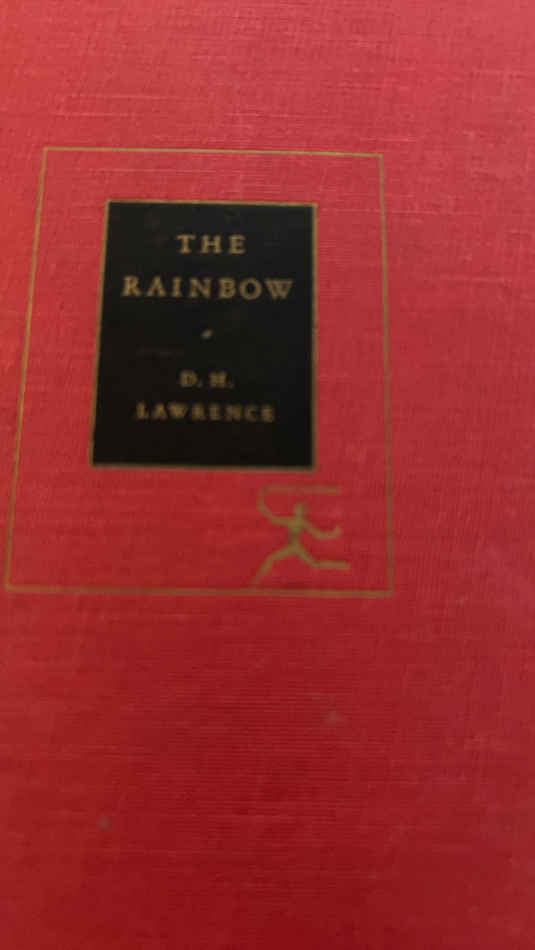 THE
RAINBOW
D. H.
LAWRENCE